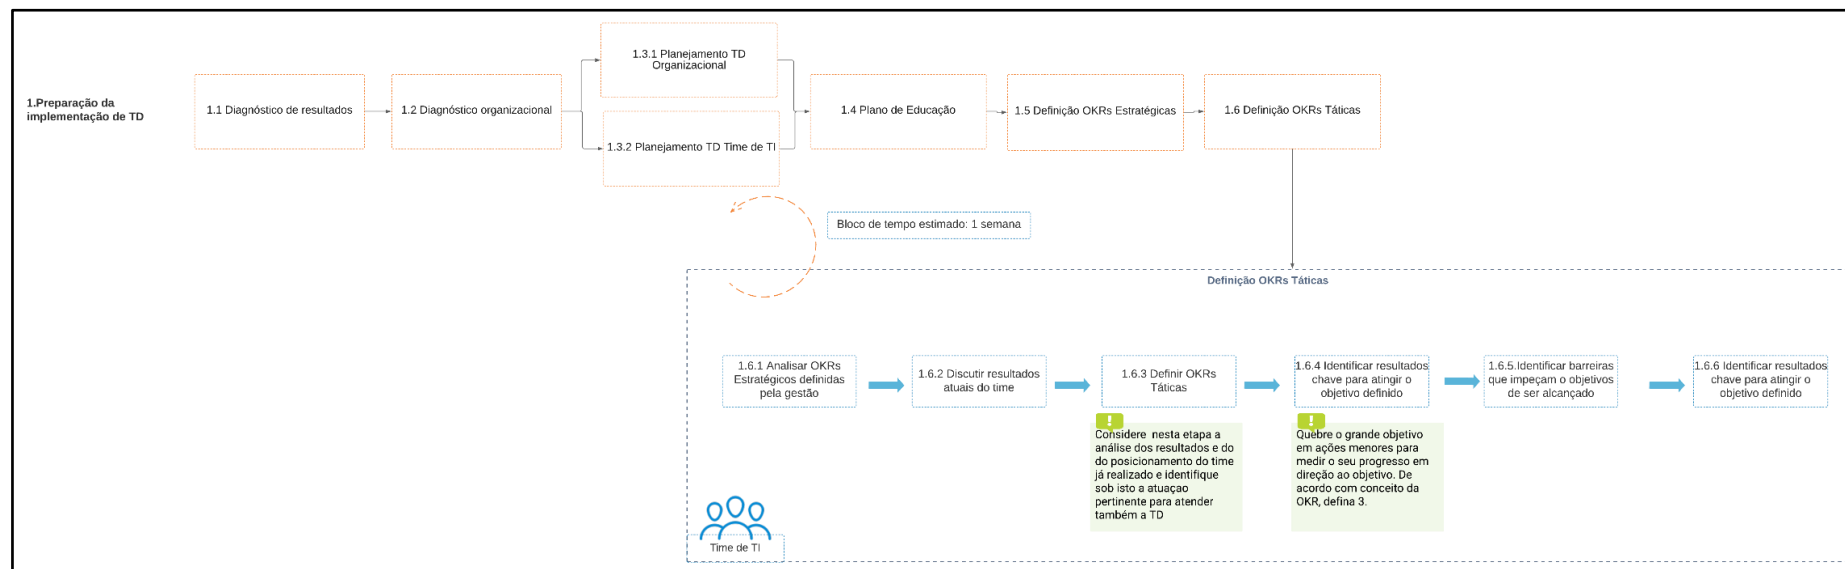 1.Preparação da
implementação de TD
1.1 Diagnóstico de resultados
1.2 Diagnóstico organizacional
1.3.1 Planejamento TD
Organizacional
1.3.2 Planejamento TD Time de TI
1.4 Plano de Educação
1.5 Definição OKRs Estratégicas
1.6 Definição OKRs Táticas
Bloco de tempo estimado: 1 semana
Definição OKRs Táticas
1.6.1 Analisar OKRs
Estratégicos definidas
pela gestão
1.6.2 Discutir resultados
atuais do time
1.6.3 Definir OKRs
Táticas
1.6.4 Identificar resultados
chave para atingir o
objetivo definido
1.6.5.Identificar barreiras
que impeçam o objetivos
de ser alcançado
1.6.6 Identificar resultados
chave para atingir o
objetivo definido
!
Considere nesta etapa a
análise dos resultados e do
do posicionamento do time
já realizado e identifique
sob isto a atuaçao
pertinente para atender
também a TD
!
Quebre o grande objetivo
em ações menores para
medir o seu progresso em
direção ao objetivo. De
acordo com conceito da
OKR, defina 3.
Time de TI